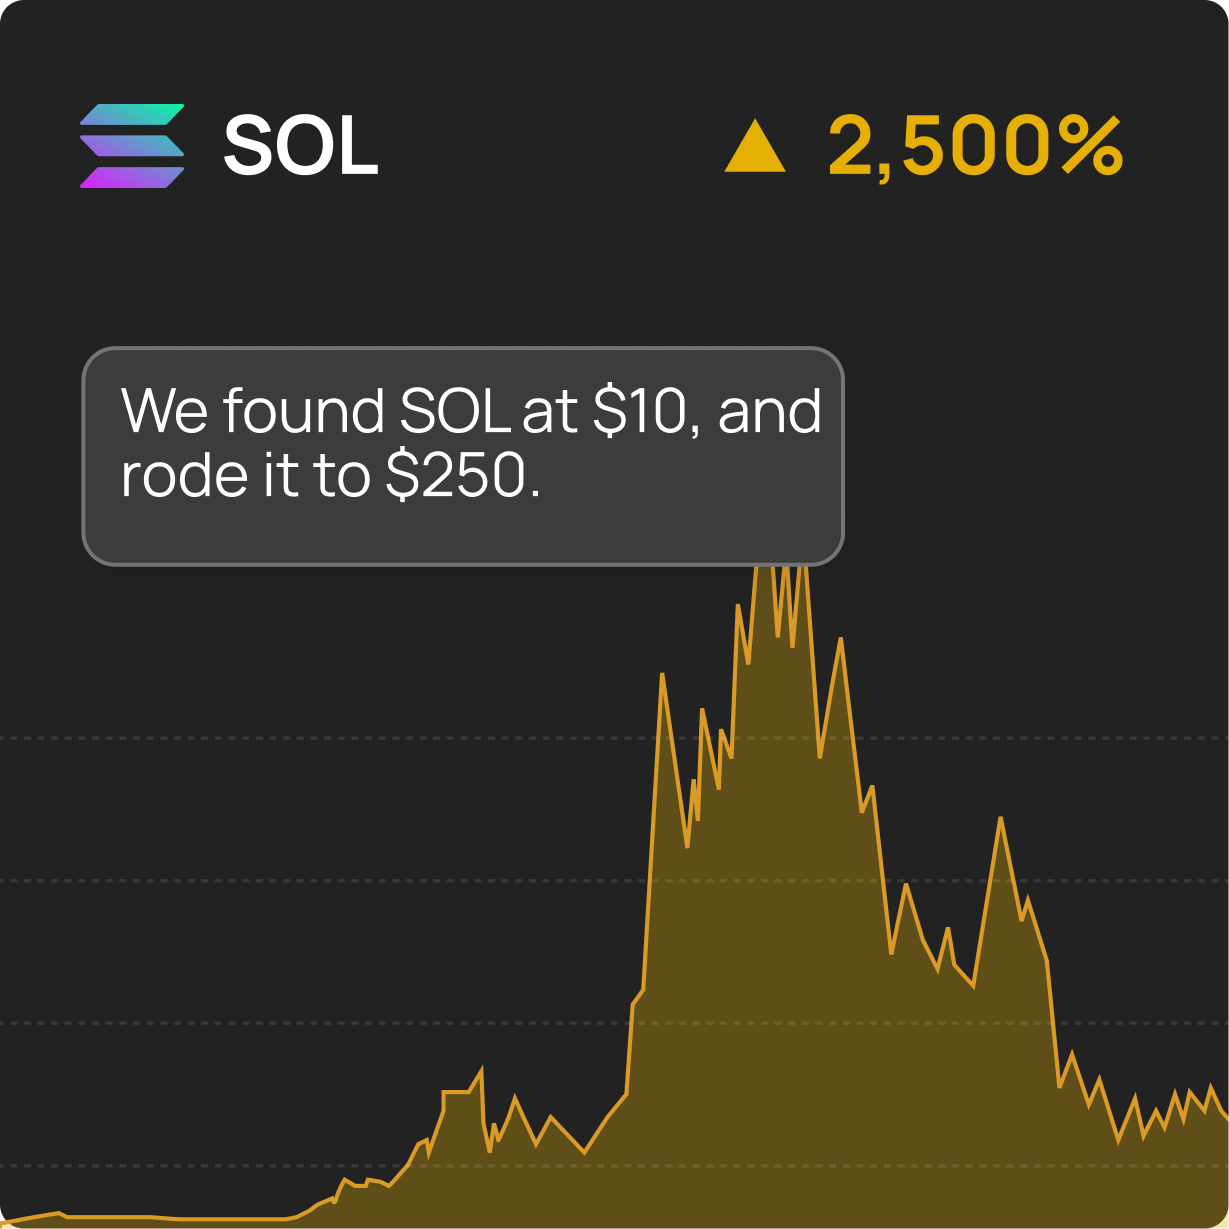 SOL ▲ 2,500%
We found SOL at $10, and
rode it to $250.